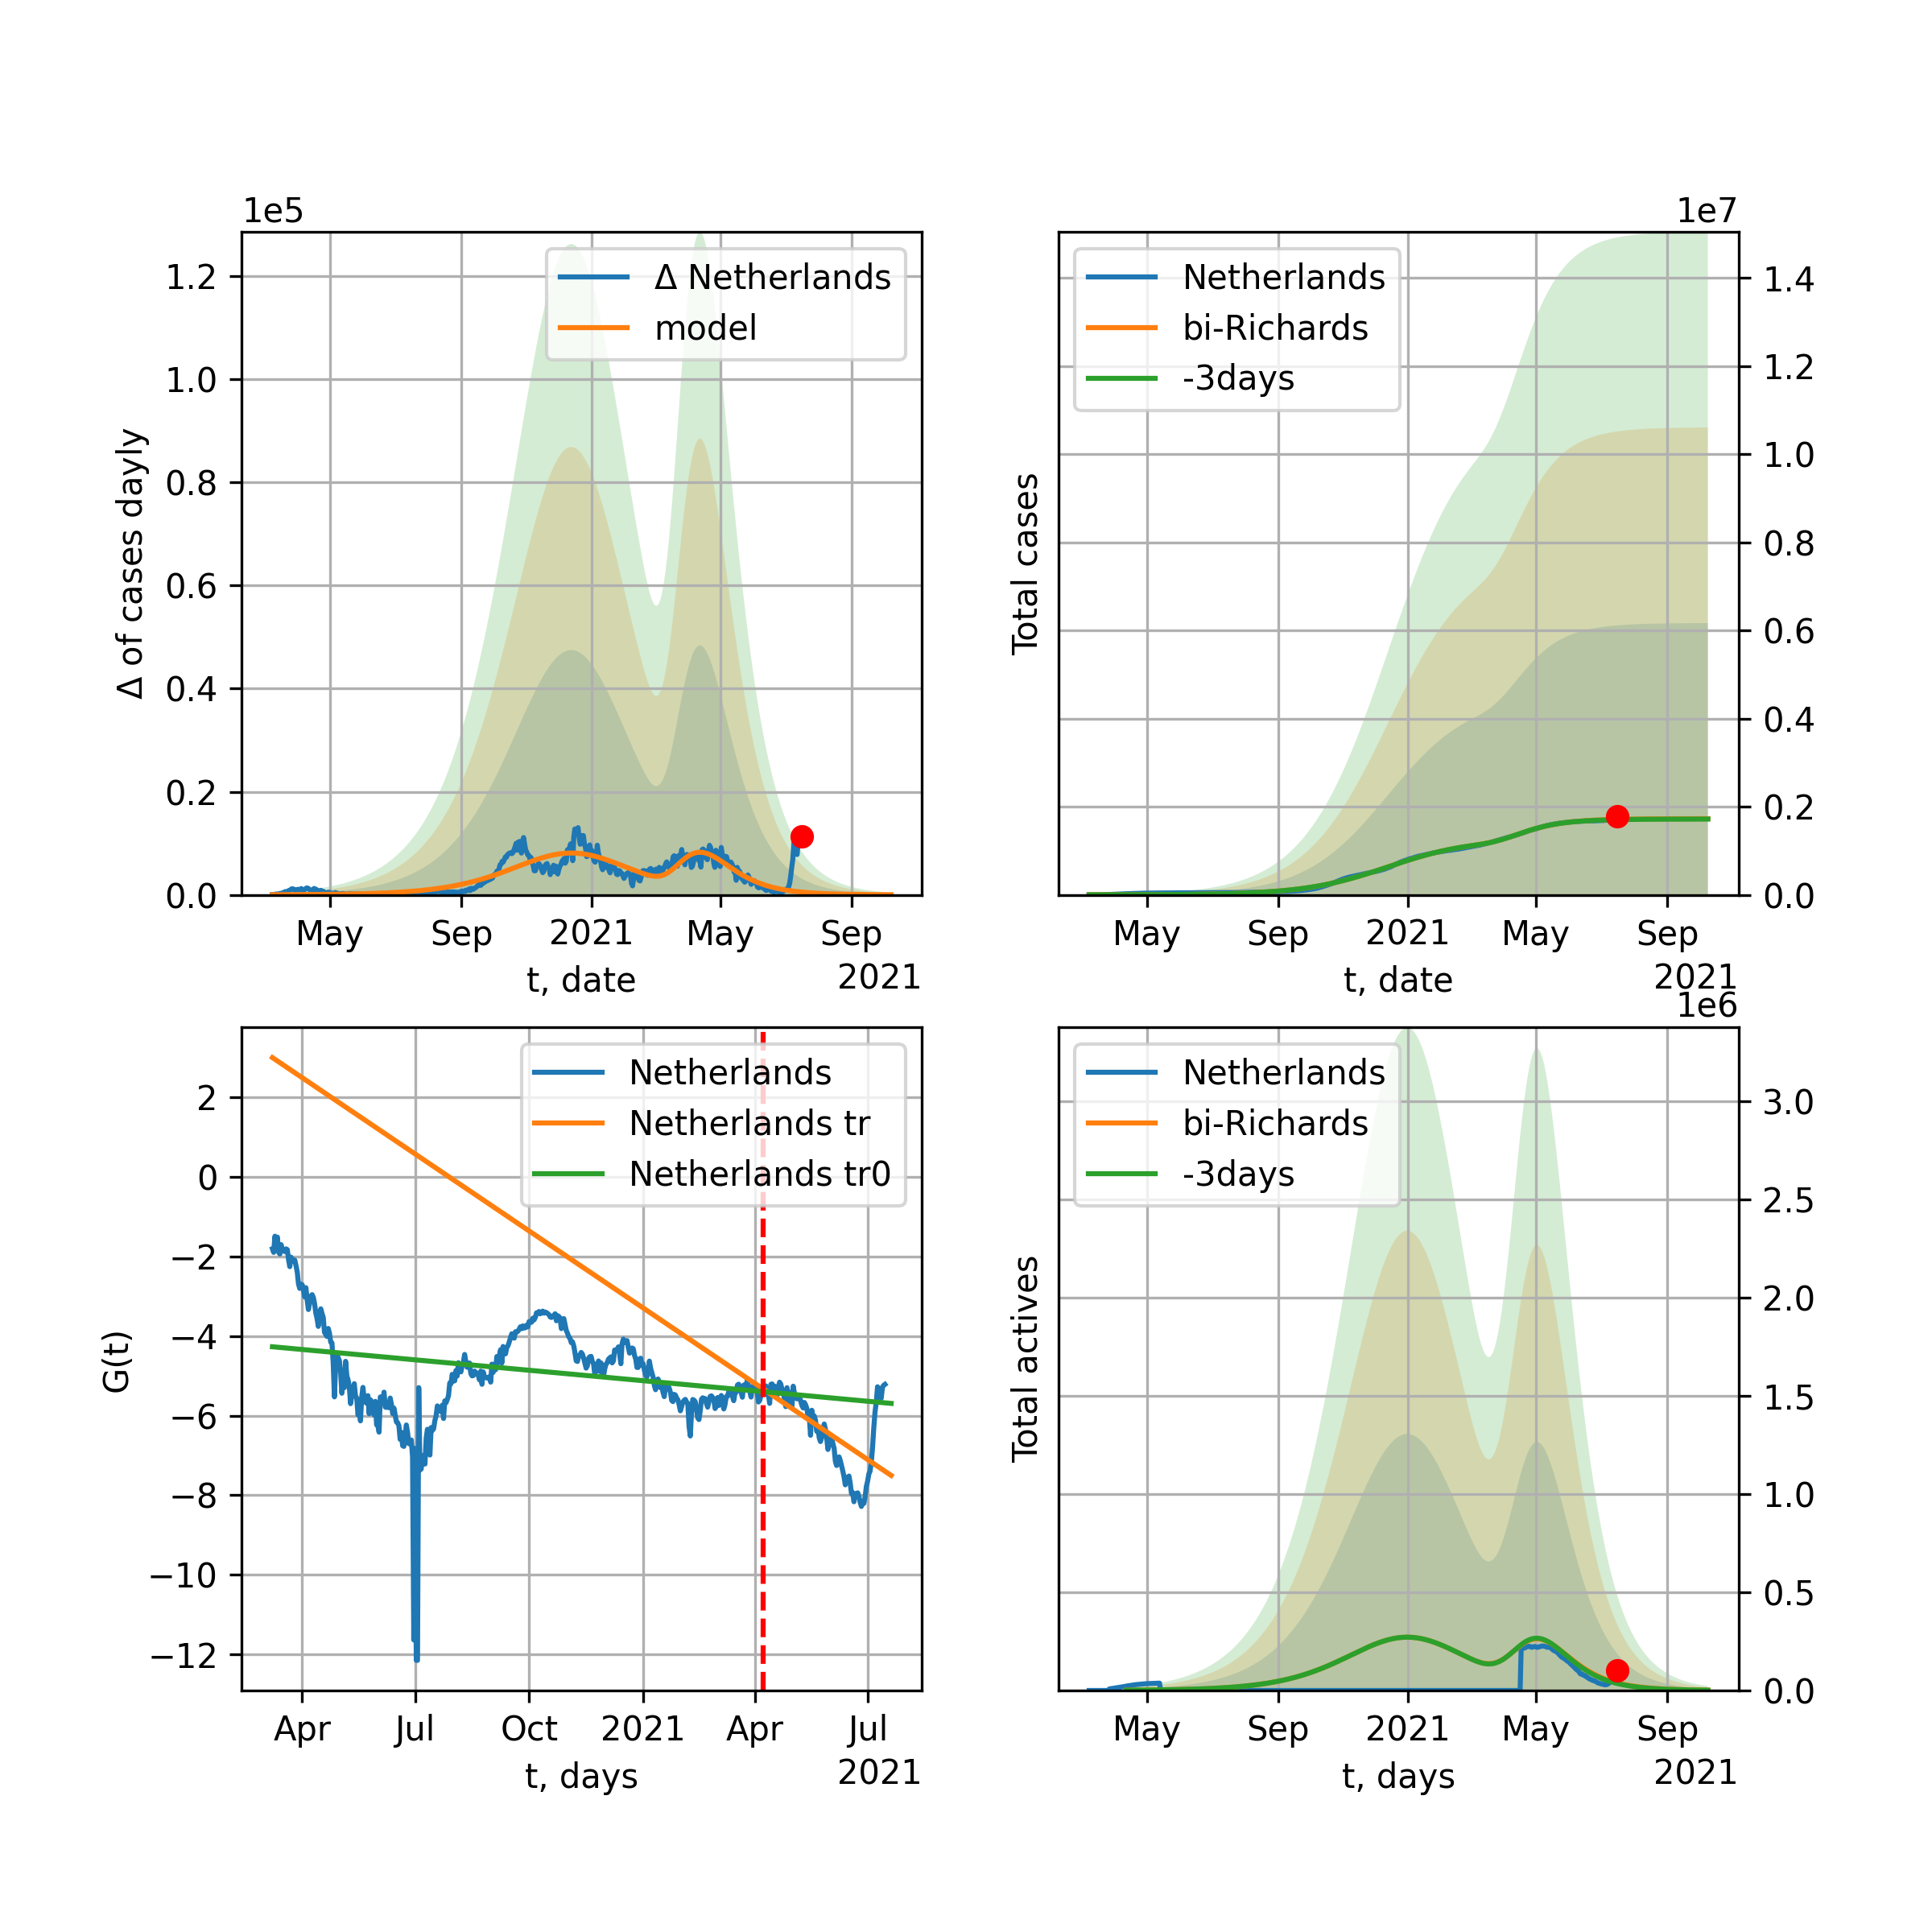 1e5
1.2
1.0
0.8
0.6
0.4
0.2
0.0
Δ of cases dayly
Δ Netherlands
model
May
Sep
2021
May
Sep
t, date
2021
1e7
1.4
1.2
1.0
0.8
0.6
0.4
0.2
0.0
Total cases
Netherlands
bi-Richards
-3days
May
Sep
2021
May
Sep
t, date
2021
2
0
−2
−4
−6
−8
−10
−12
G(t)
Netherlands
Netherlands tr
Netherlands tr0
Apr
Jul
Oct
2021
Apr
Jul
t, days
2021
1e6
3.0
2.5
2.0
1.5
1.0
0.5
0.0
Total actives
Netherlands
bi-Richards
-3days
May
Sep
2021
May
Sep
t, days
2021